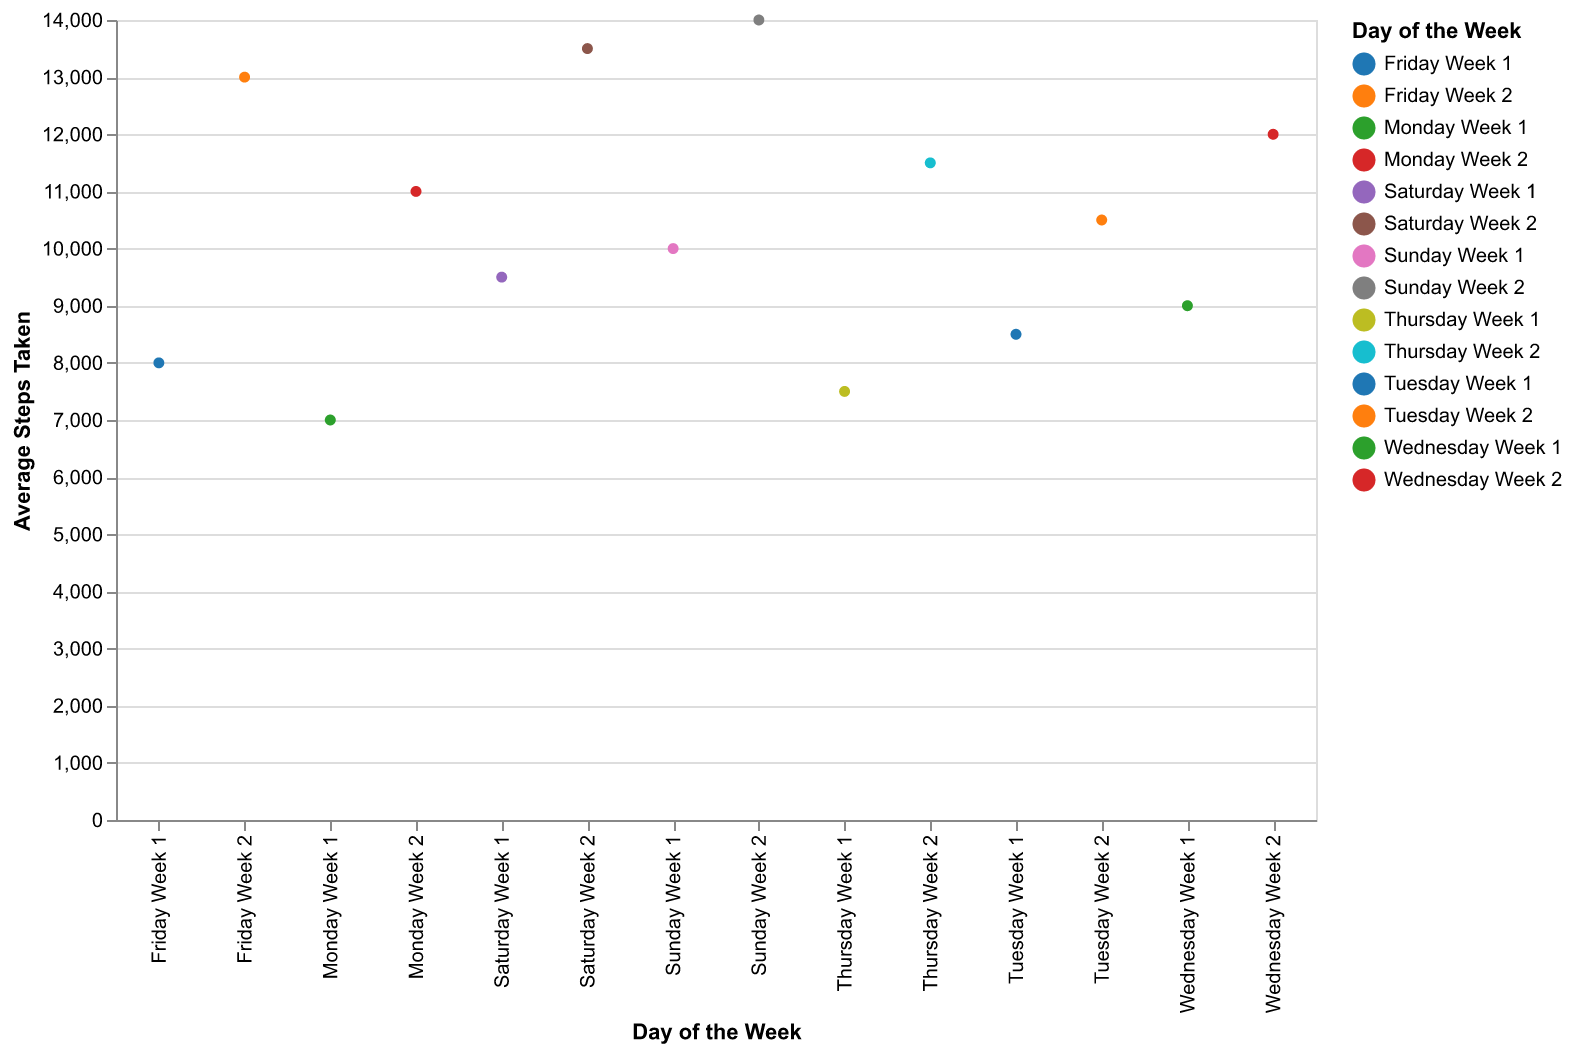 14,000
13,000
12,000
11,000
10,000
9,000
8,000
7,000
6,000
5,000
4,000
3,000
2,000
1,000
0
Average Steps Taken
Friday Week 1
Friday Week 2
Monday Week 1
Monday Week 2
Saturday Week 1
Saturday Week 2
Sunday Week 1
Sunday Week 2
Thursday Week 1
Thursday Week 2
Tuesday Week 1
Tuesday Week 2
Wednesday Week 1
Wednesday Week 2
Day of the Week
Day of the Week
Friday Week 1
Friday Week 2
Monday Week 1
Monday Week 2
Saturday Week 1
Saturday Week 2
Sunday Week 1
Sunday Week 2
Thursday Week 1
Thursday Week 2
Tuesday Week 1
Tuesday Week 2
Wednesday Week 1
Wednesday Week 2